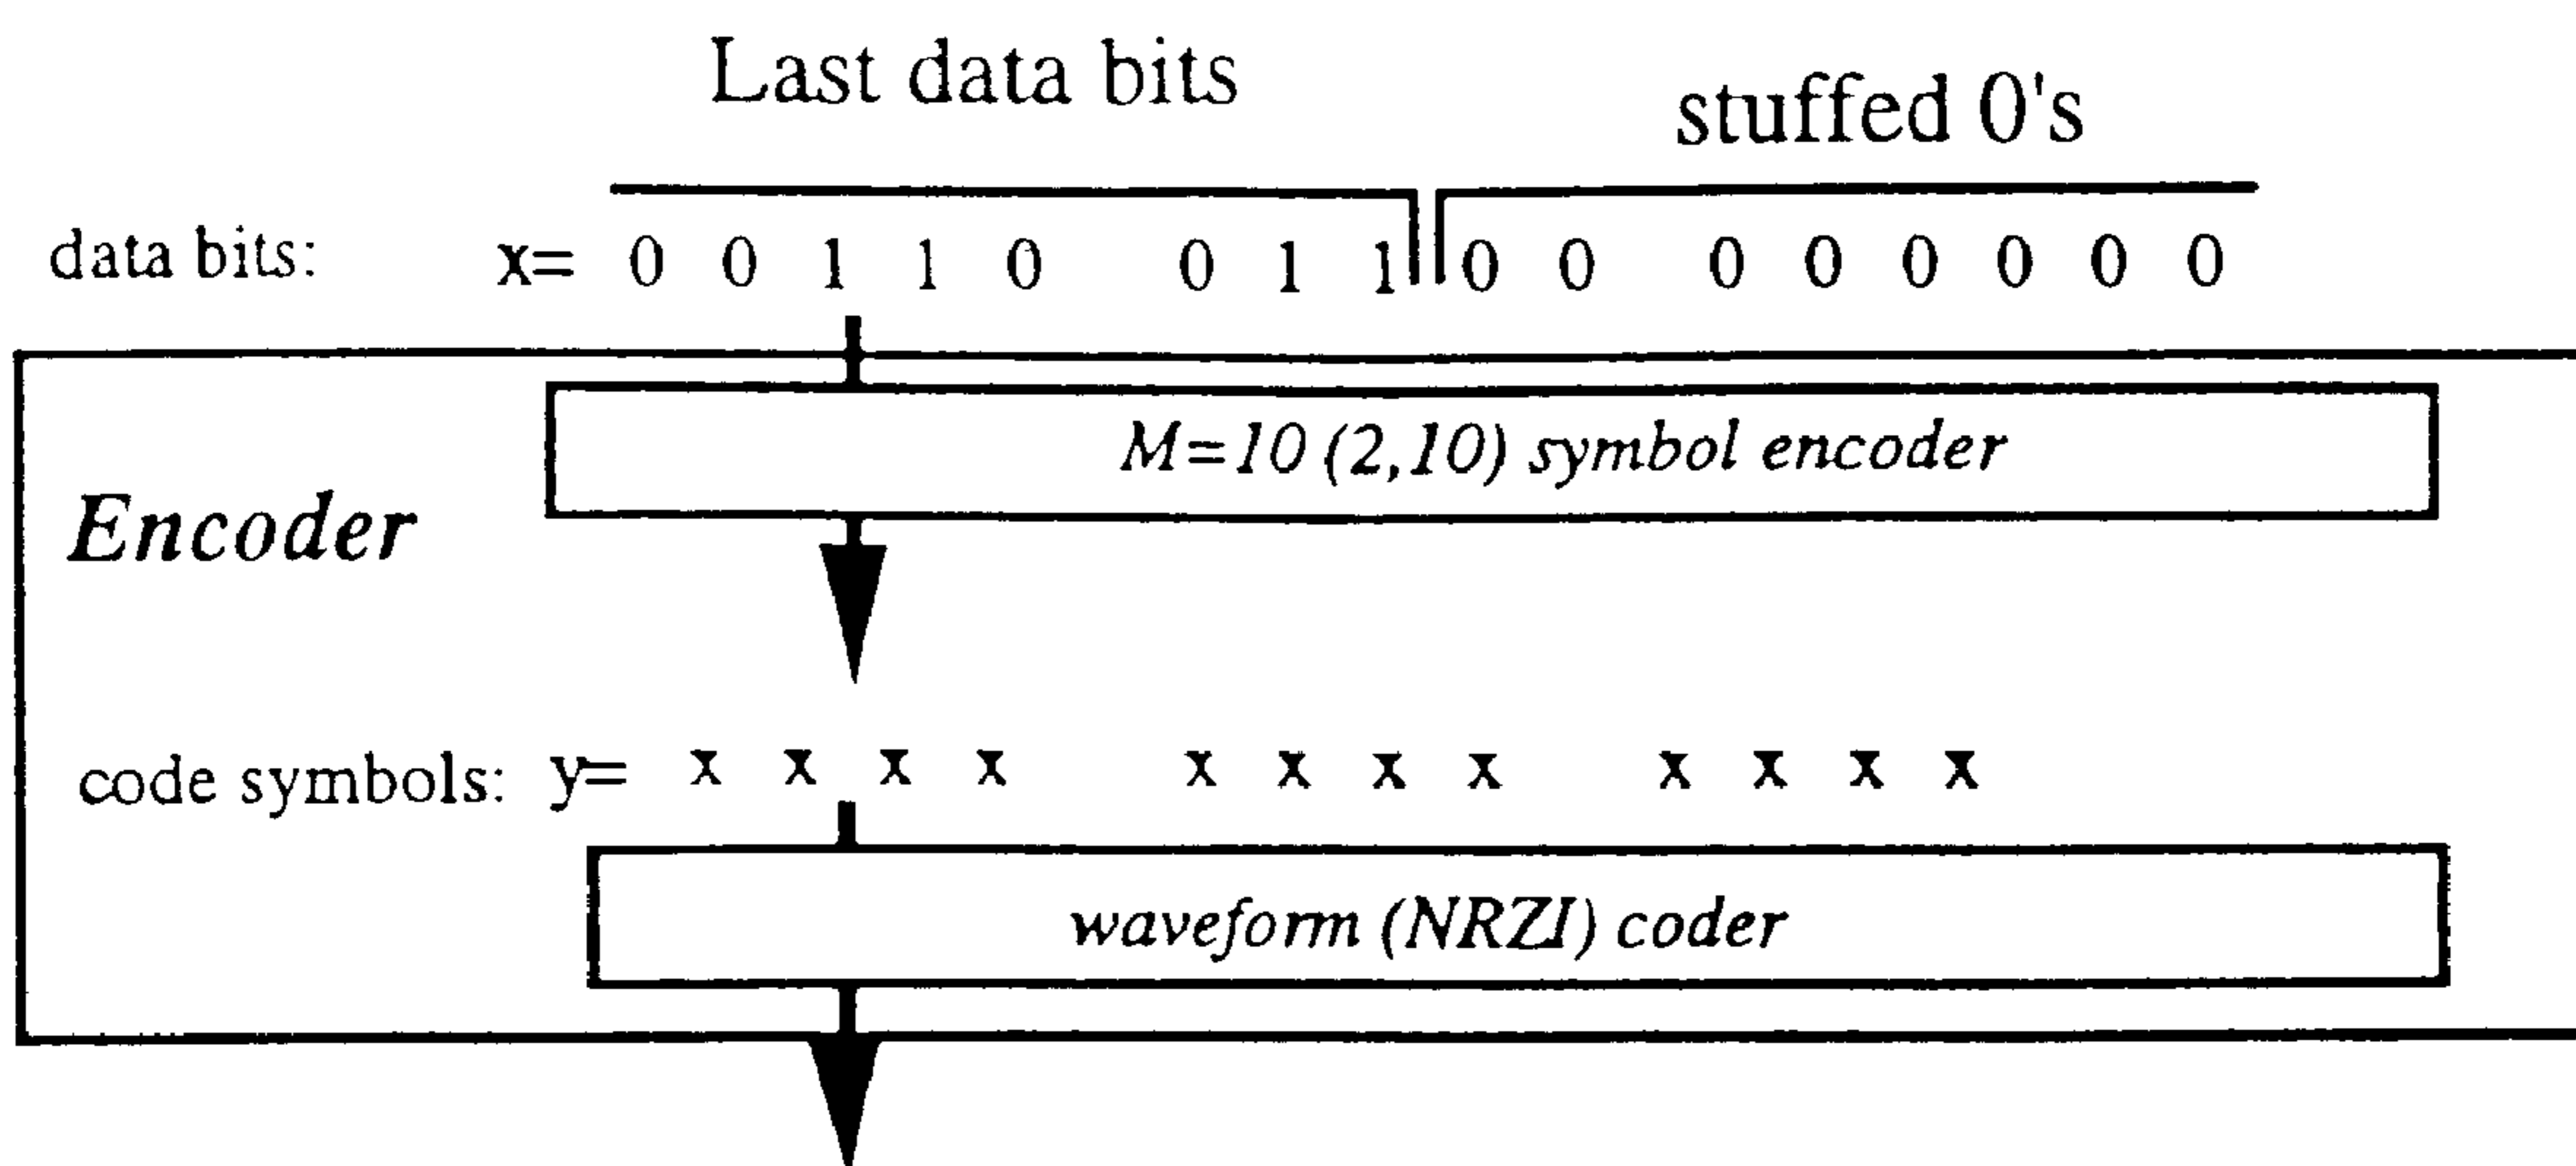 Last data bits
stuffed 0's
data bits: x= 0 0 1 1 0 0 1 1 0 0 0 0 0 0 0 0
M=10 (2,10) symbol encoder
Encoder
code symbols: y= x x x x x x x x x x x x
waveform (NRZI) coder